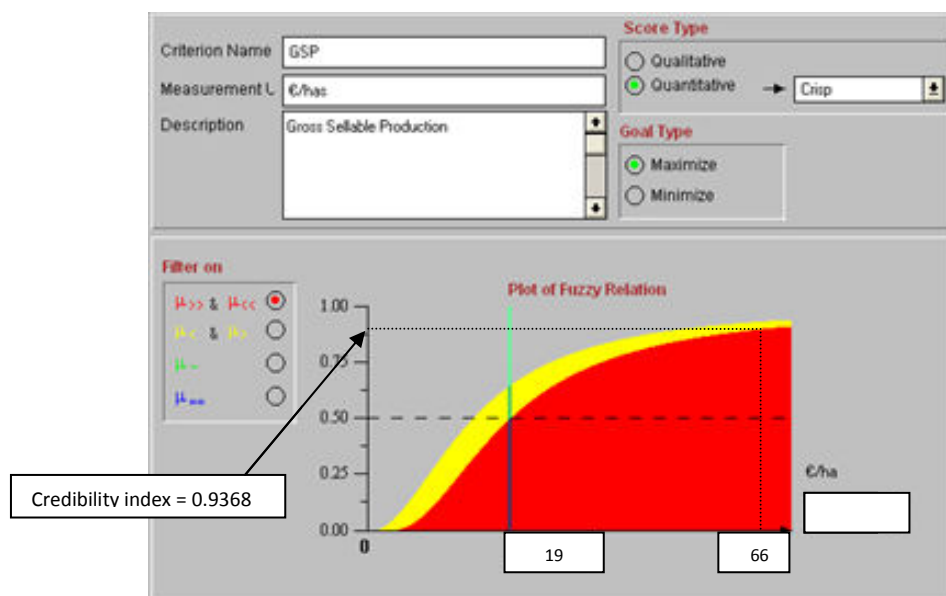 Criterion Name GSP
Measurement U €/has
Description Gross Sellable Production
Score Type
Qualitative
Quantitative Crisp
Goal Type
Maximize
Minimize
Filter on
μ>> & μ<<
μ< & μ>
μ~
μ==
Plot of Fuzzy Relation
1.00
0.75
0.50
0.25
0.00
0
19
66
€/ha
Credibility index = 0.9368